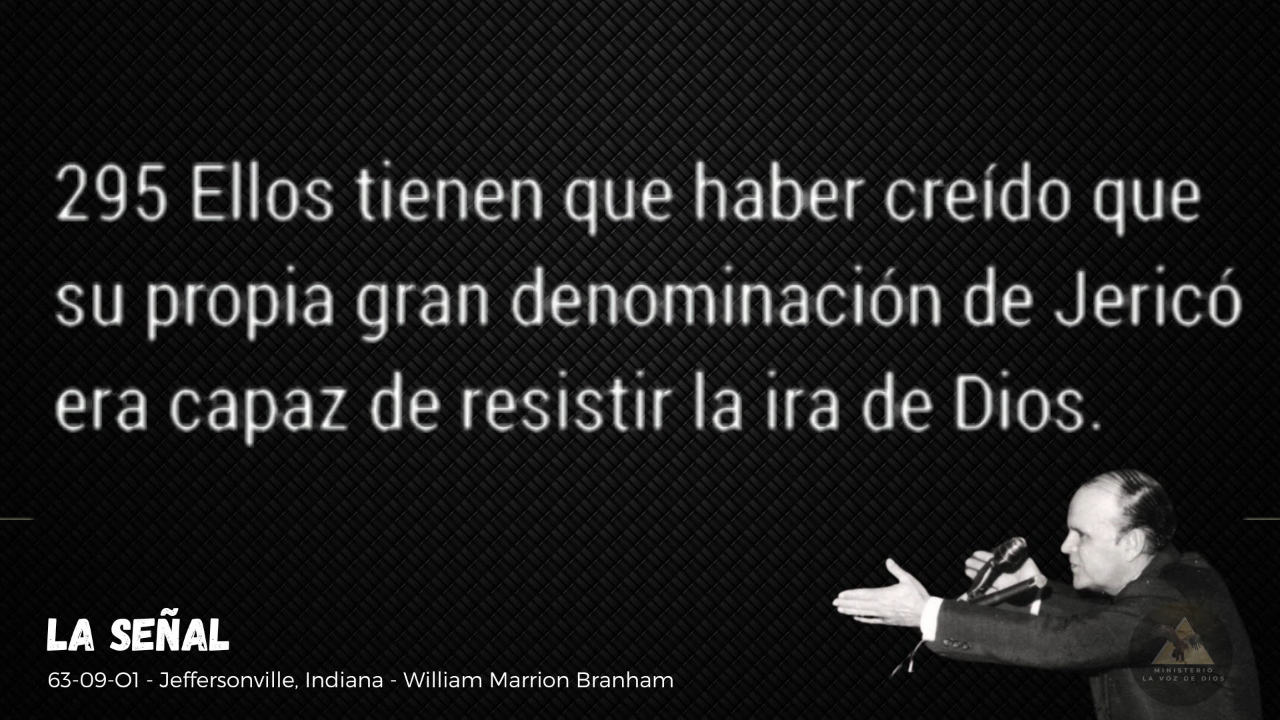 295 Ellos tienen que haber creído que
su propia gran denominación de Jericó
era capaz de resistir la ira de Dios.
LA SEÑAL
63-09-01 - Jeffersonville, Indiana - William Marrion Branham
MINISTERIO
LA VOZ DE DIOS